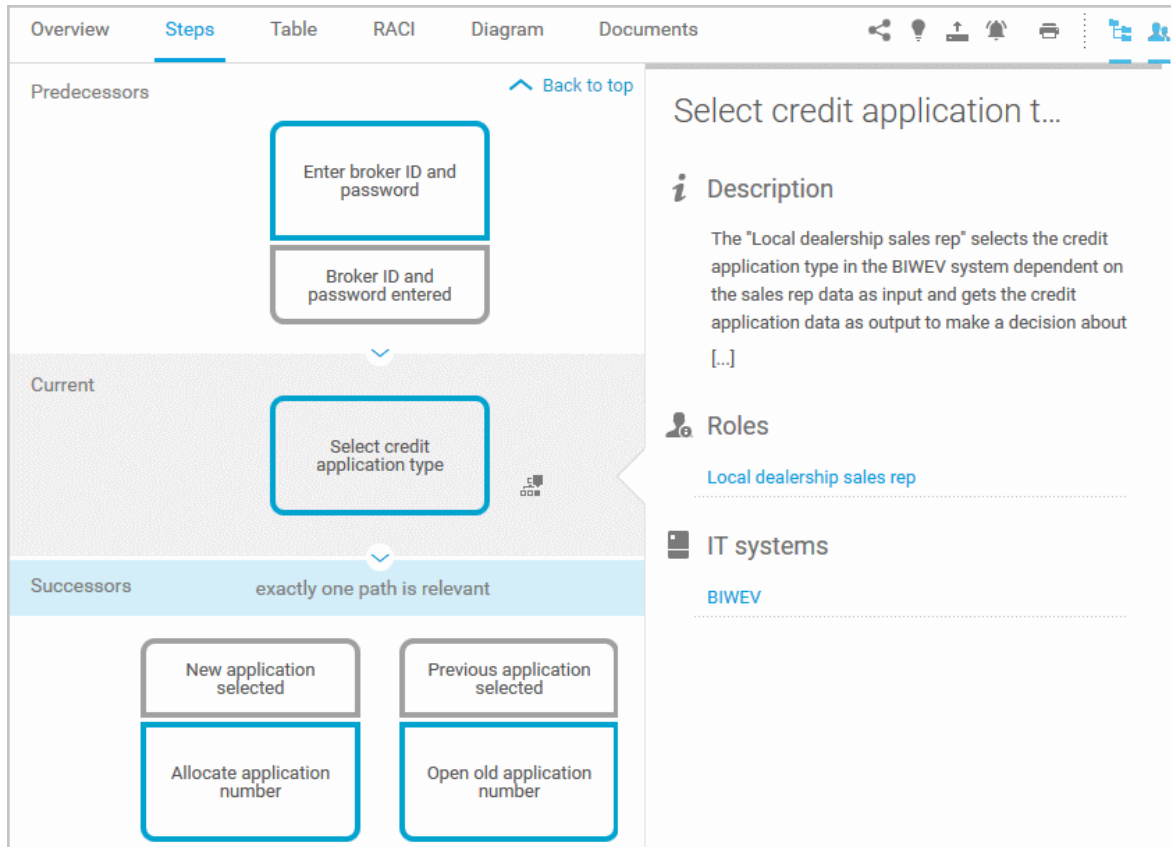 Overview Steps Table RACI Diagram Documents
Predecessors
Back to top
Enter broker ID and
password
Broker ID and
password entered
Current
Select credit
application type
Successors
exactly one path is relevant
New application
selected
Previous application
selected
Allocate application
number
Open old application
number
Select credit application t...
Description
The "Local dealership sales rep" selects the credit
application type in the BIWEV system dependent on
the sales rep data as input and gets the credit
application data as output to make a decision about
[...]
Roles
Local dealership sales rep
IT systems
BIWEV